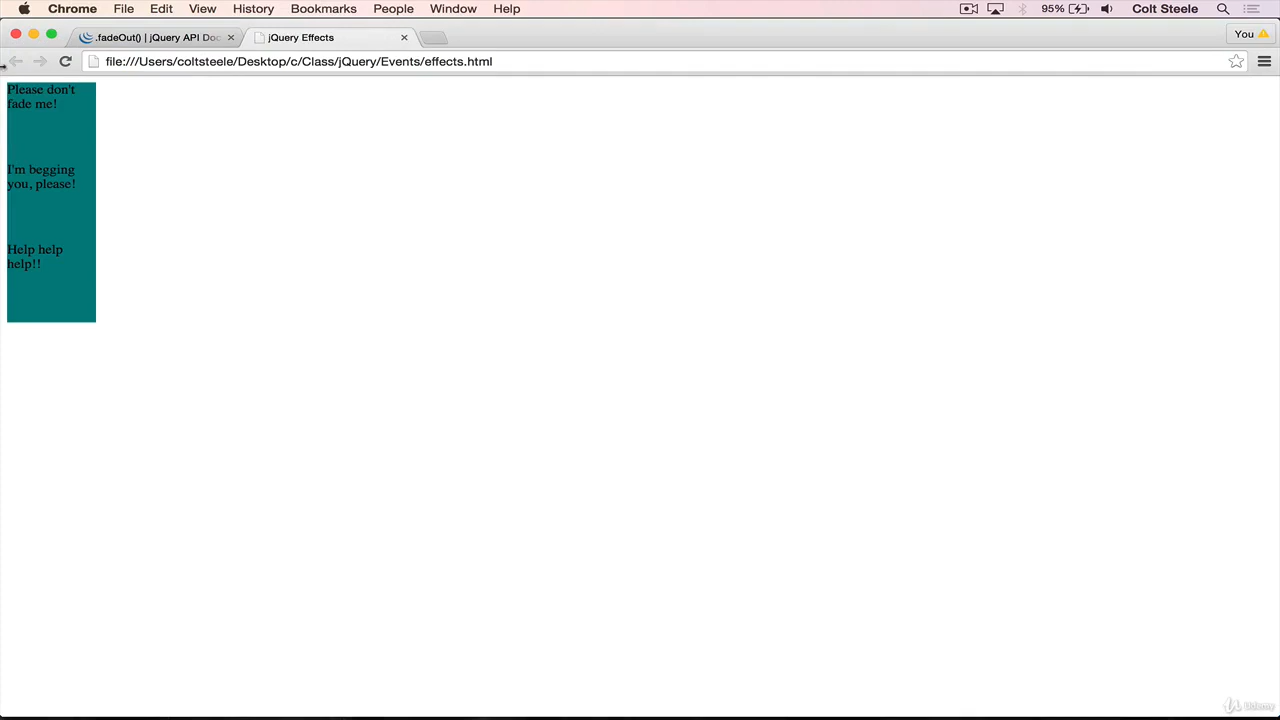 Chrome File Edit View History Bookmarks People Window Help 95% Colt Steele
.fadeOut() | jQuery API Doc jQuery Effects You
file:///Users/coltsteele/Desktop/c/Class/jQuery/Events/effects.html
Please don't
fade me!
I'm begging
you, please!
Help help
help!!
Udemy